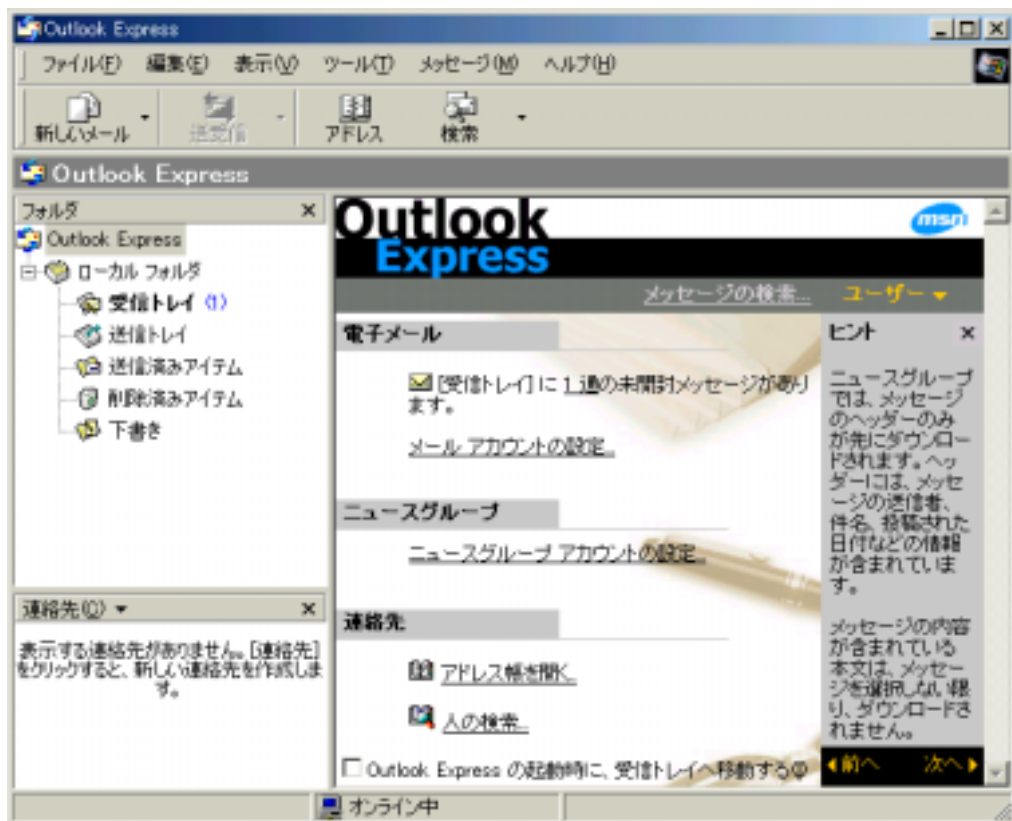 Outlook Express
ファイル(F) 編集(E) 表示(V) ツール(T) メッセージ(M) ヘルプ(H)
新しいメール 送受信 アドレス 検索
Outlook Express
フォルダ
Outlook Express
ローカル フォルダ
受信トレイ (1)
送信トレイ
送信済みアイテム
削除済みアイテム
下書き
連絡先(C)
表示する連絡先がありません。[連絡先]
をクリックすると、新しい連絡先を作成しま
す。
Outlook
Express
msn
メッセージの検索... ユーザー
電子メール
[受信トレイ] に 1 通の未開封メッセージがあり
ます。
メール アカウントの設定...
ニュースグループ
ニュースグループ アカウントの設定...
連絡先
アドレス帳を開く...
人の検索...
Outlook Express の起動時に、受信トレイへ移動する
ヒント
ニュースグループ
では、メッセージ
のヘッダーのみ
が先にダウンロー
ドされます。ヘッ
ダーには、メッセ
ージの送信者、
件名、投稿された
日付などの情報
が含まれていま
す。
メッセージの内容
が含まれている
本文は、メッセー
ジを選択しない限
り、ダウンロードさ
れません。
前へ 次へ
オンライン中